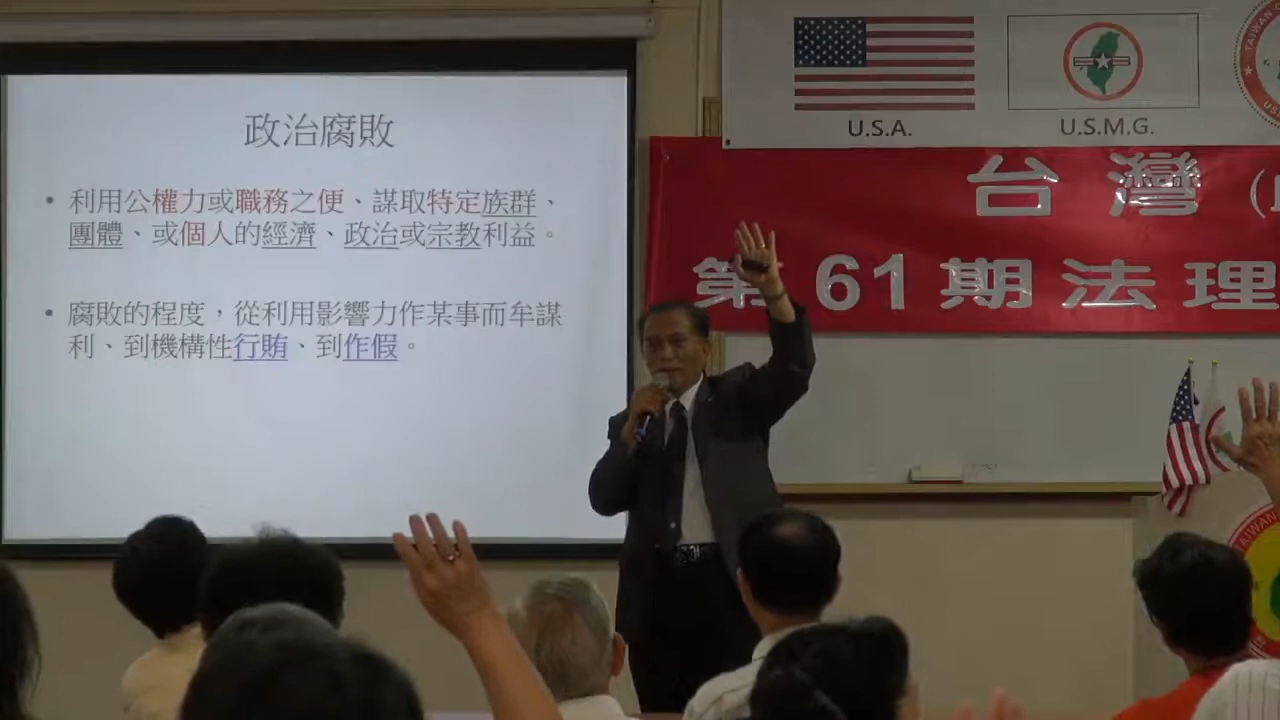 政治腐敗
• 利用公權力或職務之便、謀取特定族群、
團體、或個人的經濟、政治或宗教利益。
• 腐敗的程度，從利用影響力作某事而牟謀
利、到機構性行賄、到作假。
U.S.A.
U.S.M.G.
台灣
第61期法理
TAIWAN